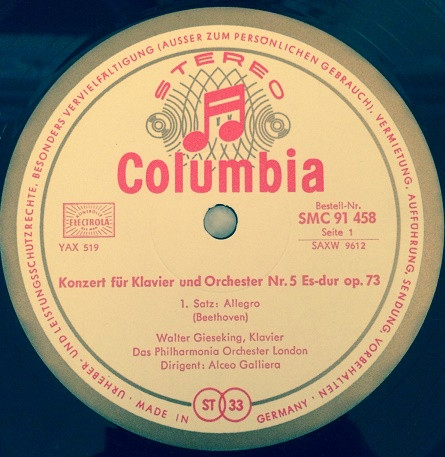 URHEBER- UND LEISTUNGSSCHUTZRECHTE, BESONDERS VERVIELFÄLTIGUNG (AUSSER ZUM PERSÖNLICHEN GEBRAUCH), VERMIETUNG, AUFFÜHRUNG, SENDUNG, VORBEHALTEN ·
STEREO
Columbia
ELECTROLA
YAX 519
Bestell-Nr.
SMC 91 458
Seite 1
SAXW 9612
Konzert für Klavier und Orchester Nr. 5 Es-dur op. 73
1. Satz: Allegro
(Beethoven)
Walter Gieseking, Klavier
Das Philharmonia Orchester London
Dirigent: Alceo Galliera
MADE IN GERMANY ·
ST 33